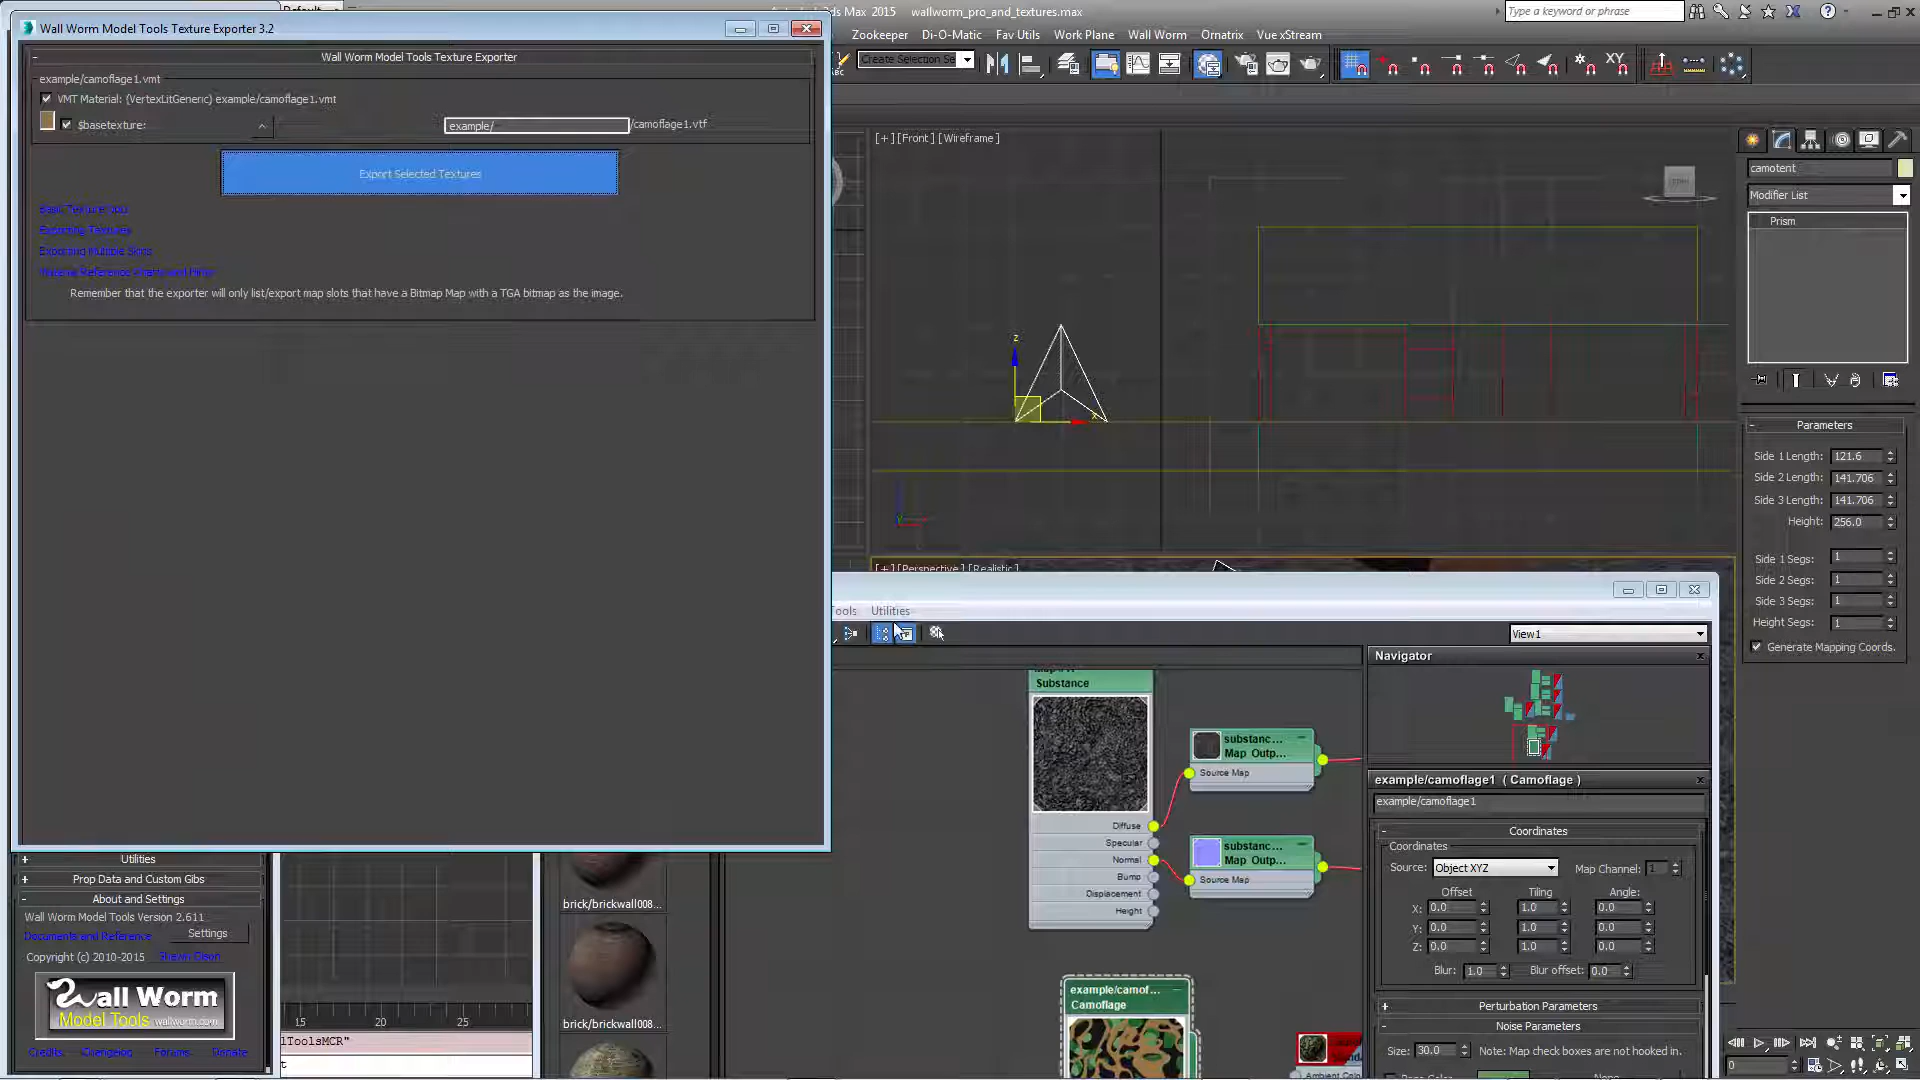 Wall Worm Model Tools Texture Exporter 3.2
Default
ds Max 2015 wallworm_pro_and_textures.max
Type a keyword or phrase
Zookeeper Di-O-Matic Fav Utils Work Plane Wall Worm Ornatrix Vue xStream
Create Selection Se
Wall Worm Model Tools Texture Exporter
example/camoflage1.vmt
VMT Material: (VertexLitGeneric) example/camoflage1.vmt
$basetexture:
example/
/camoflage1.vtf
Export Selected Textures
Exporting Textures
Exporting Multiple Skins
Remember that the exporter will only list/export map slots that have a Bitmap Map with a TGA bitmap as the image.
[+][Front][Wireframe]
z
x
camotent
Modifier List
Prism
Parameters
Side 1 Length: 121.6
Side 2 Length: 141.706
Side 3 Length: 141.706
Height: 256.0
Side 1 Segs: 1
Side 2 Segs: 1
Side 3 Segs: 1
Height Segs: 1
Generate Mapping Coords.
[+][Perspective][Realistic]
Tools Utilities
View1
Navigator
Substance
Diffuse
Specular
Normal
Bump
Displacement
Height
substanc...
Map Outp...
Source Map
substanc...
Map Outp...
Source Map
example/camof...
Camoflage
Ambient Color
example/camoflage1 ( Camoflage )
example/camoflage1
Coordinates
Coordinates
Source: Object XYZ Map Channel: 1
Offset Tiling Angle:
X: 0.0 1.0 0.0
Y: 0.0 1.0 0.0
Z: 0.0 1.0 0.0
Blur: 1.0 Blur offset: 0.0
Perturbation Parameters
Noise Parameters
Size: 30.0 Note: Map check boxes are not hooked in.
Utilities
Prop Data and Custom Gibs
About and Settings
Wall Worm Model Tools Version 2.611
Documents and Reference
Settings
Copyright (c) 2010-2015 Shawn Olson
Wall Worm
Model Tools wallworm.com
Credits Changelog Forums Donate
15 20 25
lToolsMCR"
brick/brickwall008...
brick/brickwall008...
0